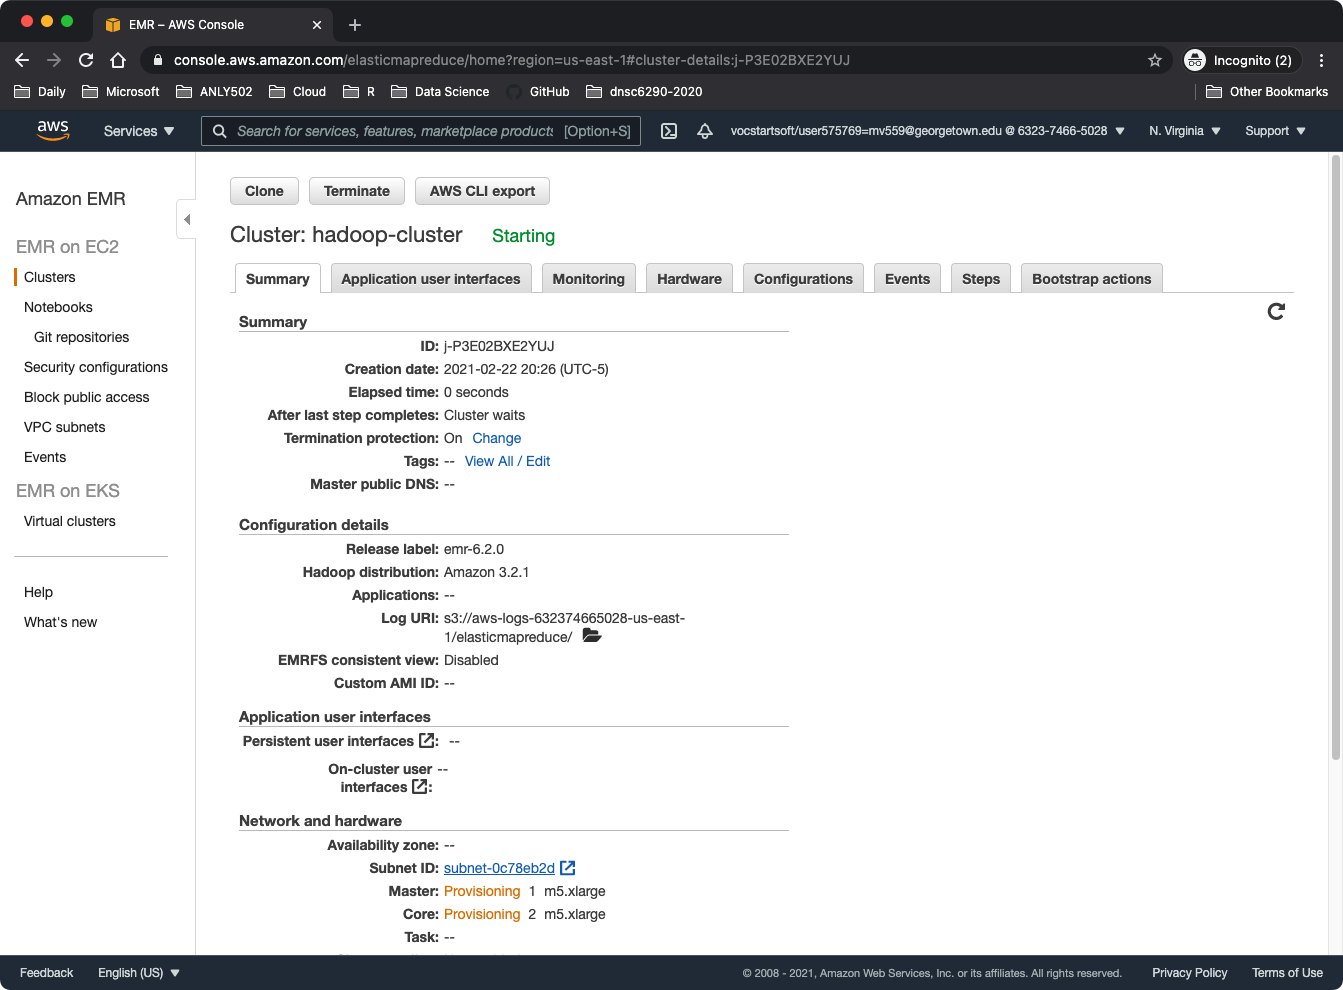 EMR – AWS Console
console.aws.amazon.com/elasticmapreduce/home?region=us-east-1#cluster-details:j-P3E02BXE2YUJ
Incognito (2)
Daily Microsoft ANLY502 Cloud R Data Science GitHub dnsc6290-2020 Other Bookmarks
aws Services Search for services, features, marketplace products [Option+S] vocstartsoft/user575769=mv559@georgetown.edu @ 6323-7466-5028 N. Virginia Support
Amazon EMR
EMR on EC2
Clusters
Notebooks
Git repositories
Security configurations
Block public access
VPC subnets
Events
EMR on EKS
Virtual clusters
Help
What's new
Clone Terminate AWS CLI export
Cluster: hadoop-cluster Starting
Summary Application user interfaces Monitoring Hardware Configurations Events Steps Bootstrap actions
Summary
ID: j-P3E02BXE2YUJ
Creation date: 2021-02-22 20:26 (UTC-5)
Elapsed time: 0 seconds
After last step completes: Cluster waits
Termination protection: On Change
Tags: -- View All / Edit
Master public DNS: --
Configuration details
Release label: emr-6.2.0
Hadoop distribution: Amazon 3.2.1
Applications: --
Log URI: s3://aws-logs-632374665028-us-east-
1/elasticmapreduce/
EMRFS consistent view: Disabled
Custom AMI ID: --
Application user interfaces
Persistent user interfaces : --
On-cluster user --
interfaces :
Network and hardware
Availability zone: --
Subnet ID: subnet-0c78eb2d
Master: Provisioning 1 m5.xlarge
Core: Provisioning 2 m5.xlarge
Task: --
Feedback English (US) © 2008 - 2021, Amazon Web Services, Inc. or its affiliates. All rights reserved. Privacy Policy Terms of Use